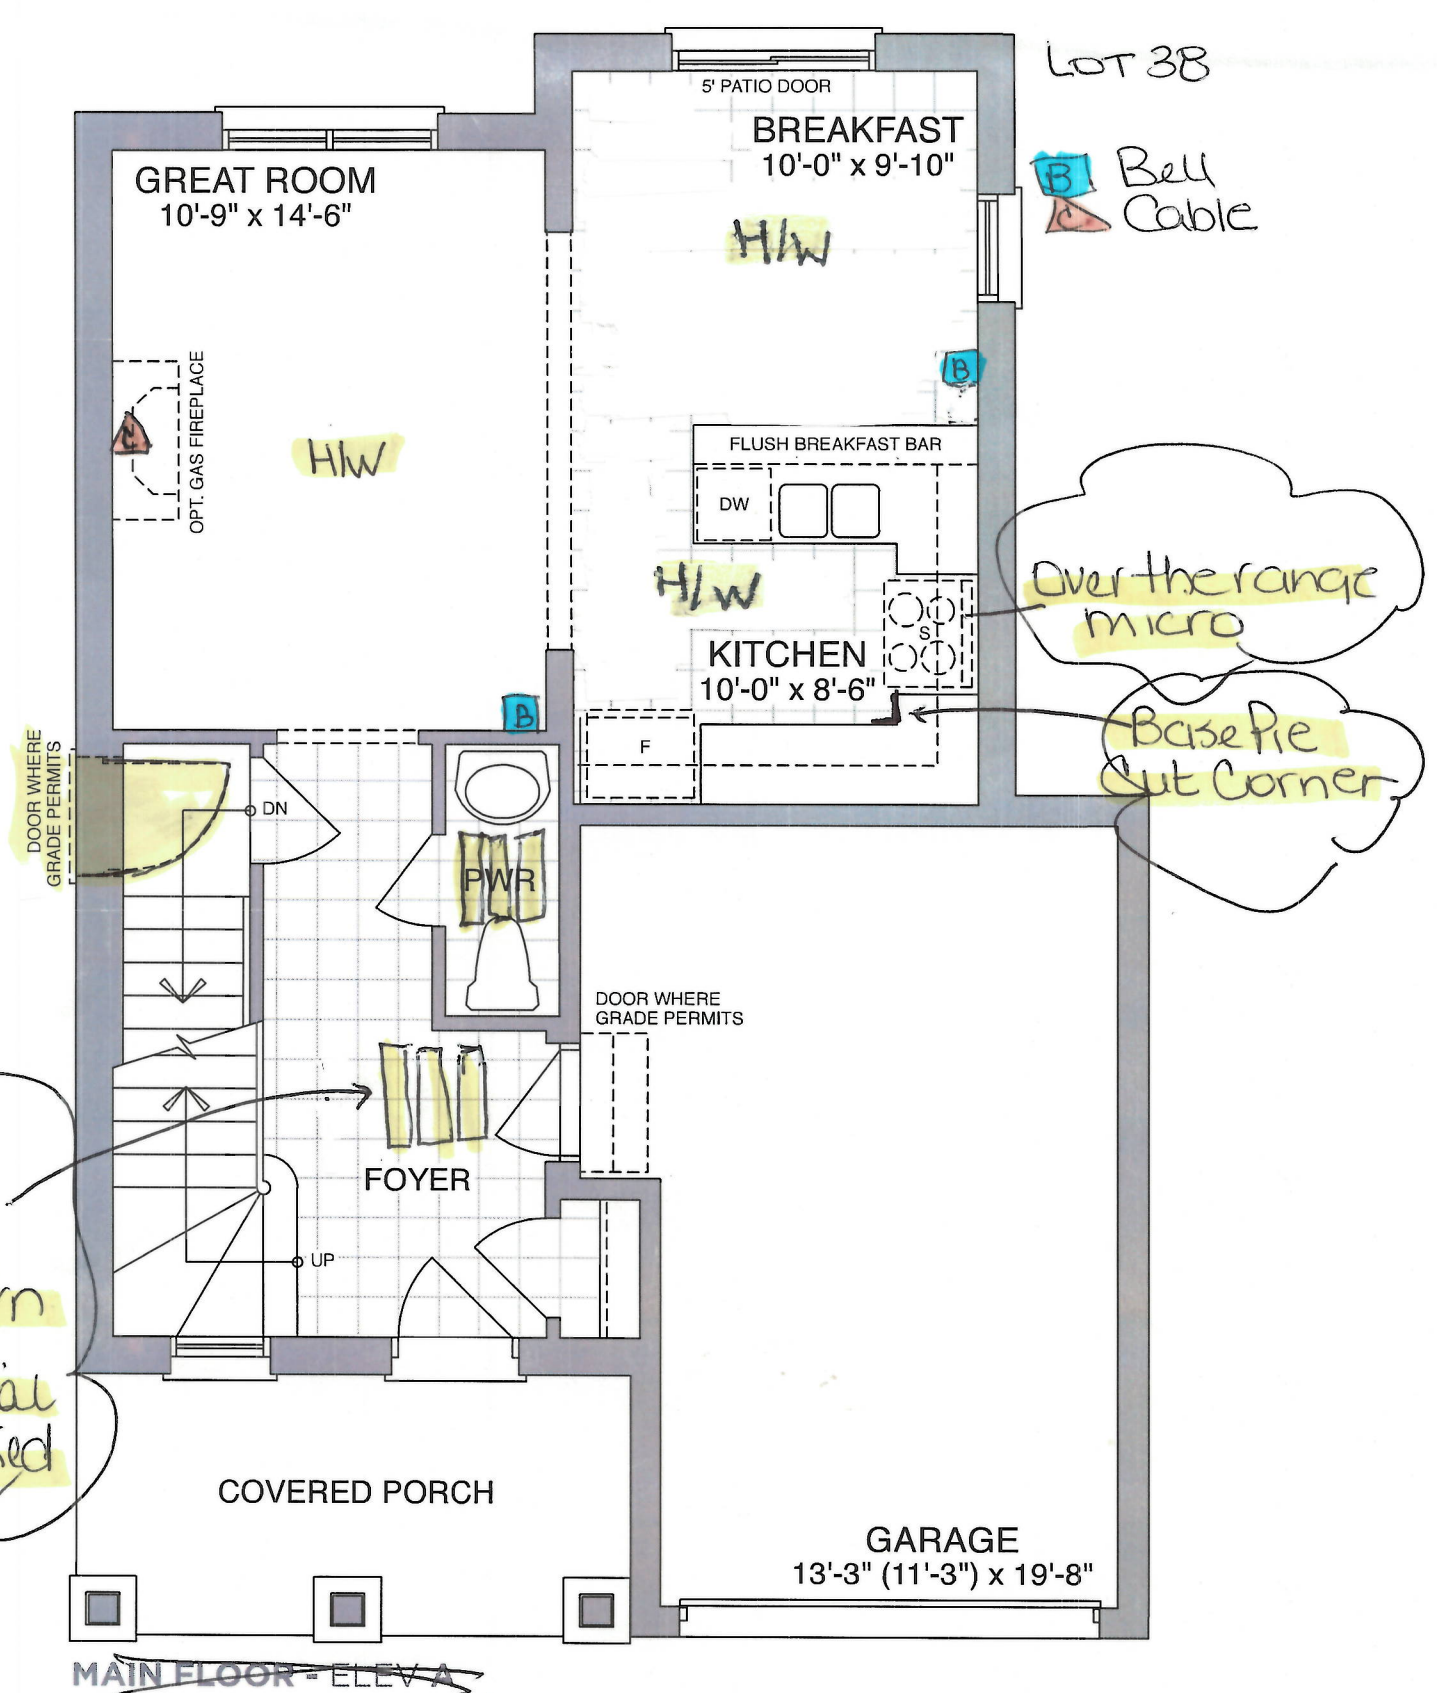 LOT 38
B Bell
C Cable
5' PATIO DOOR
BREAKFAST
10'-0" x 9'-10"
H/W
GREAT ROOM
10'-9" x 14'-6"
OPT. GAS FIREPLACE
C
H/W
B
FLUSH BREAKFAST BAR
DW
H/W
S
KITCHEN
10'-0" x 8'-6"
F
Over the range
micro
Base Pie
Cut Corner
B
DOOR WHERE
GRADE PERMITS
DN
PWR
DOOR WHERE
GRADE PERMITS
FOYER
UP
COVERED PORCH
GARAGE
13'-3" (11'-3") x 19'-8"
MAIN FLOOR - ELEV A